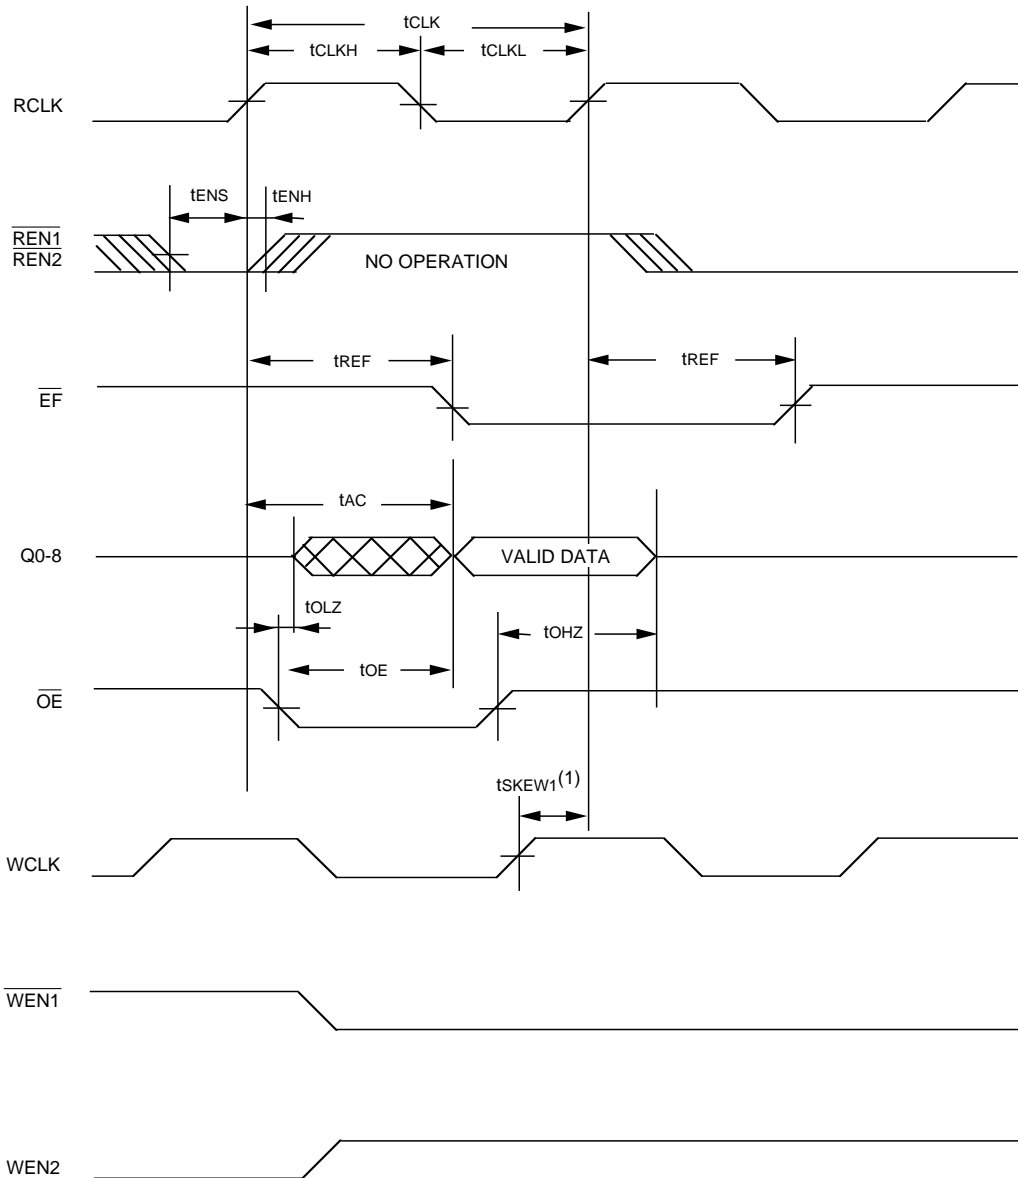 tCLK
tCLKH tCLKL
RCLK
tENS tENH
REN1
REN2
NO OPERATION
tREF tREF
EF
tAC
Q0-8 VALID DATA
tOLZ
tOHZ
tOE
OE
tSKEW1(1)
WCLK
WEN1
WEN2